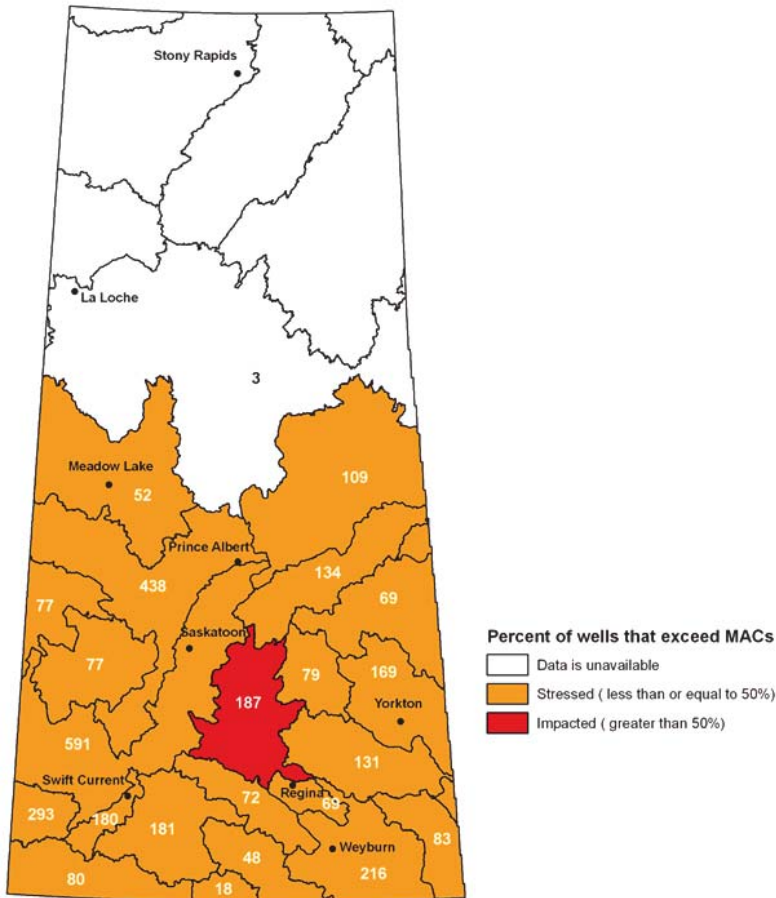 Stony Rapids
La Loche
3
Meadow Lake
52
109
Prince Albert
438
134
77
69
Saskatoon
77
79
169
187
Yorkton
591
131
Swift Current
Regina
72
69
293
180
181
83
Weyburn
48
216
80
18
Percent of wells that exceed MACs
Data is unavailable
Stressed ( less than or equal to 50%)
Impacted ( greater than 50%)